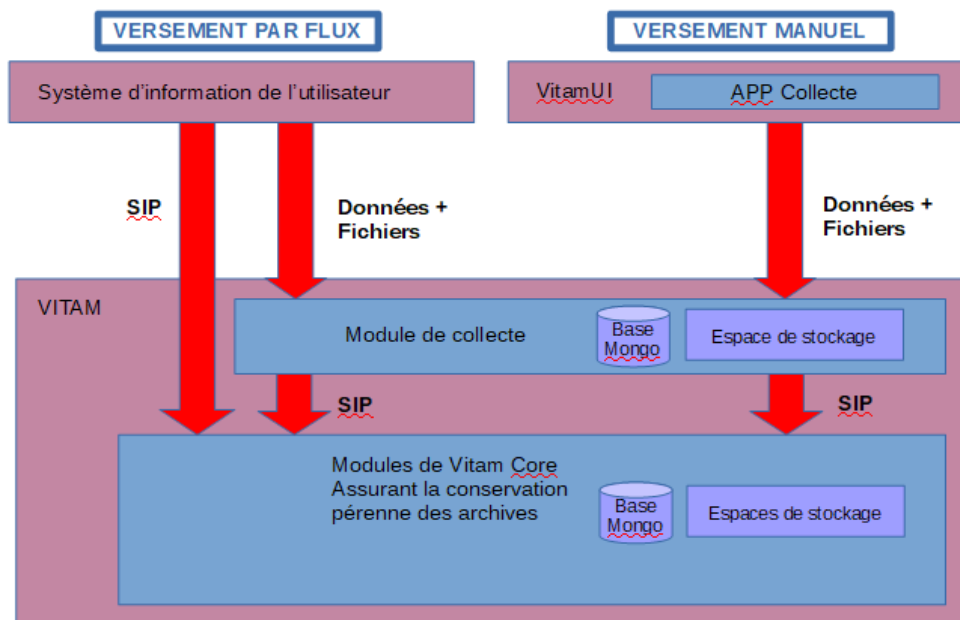 VERSEMENT PAR FLUX
VERSEMENT MANUEL
Système d'information de l'utilisateur
VitamUI
APP Collecte
SIP
Données +
Fichiers
Données +
Fichiers
VITAM
Module de collecte
Base
Mongo
Espace de stockage
SIP
SIP
Modules de Vitam Core
Assurant la conservation
pérenne des archives
Base
Mongo
Espaces de stockage